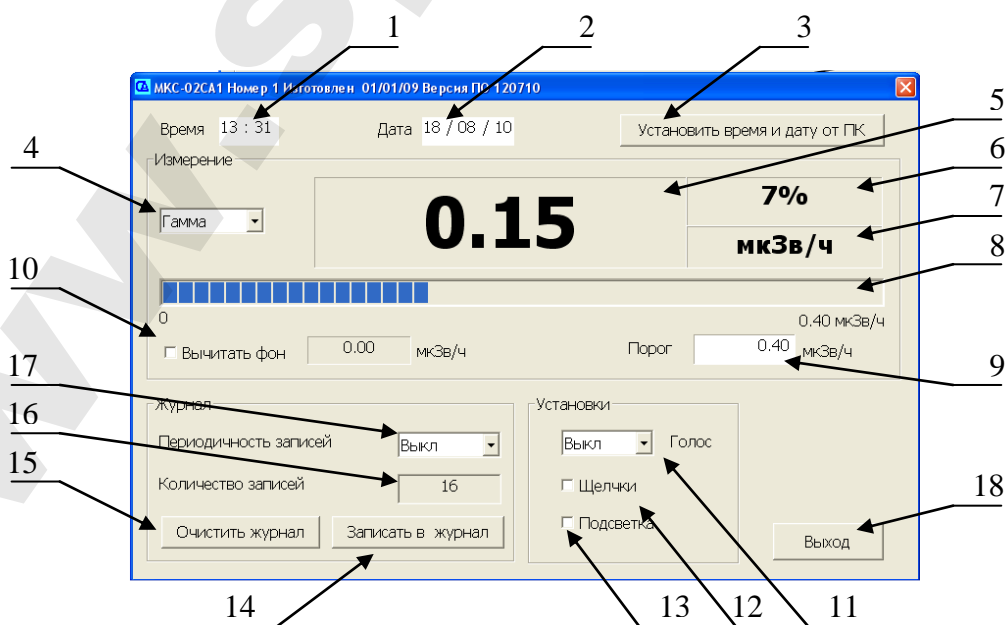 1 2 3
МКС-02СА1 Номер 1 Изготовлен 01/01/09 Версия ПО 120710
5
Время 13 : 31 Дата 18 / 08 / 10 Установить время и дату от ПК
4 Измерение 6
Гамма 0.15 7% 7
мкЗв/ч 8
10
0 0.40 мкЗв/ч
Вычитать фон 0.00 мкЗв/ч Порог 0.40 мкЗв/ч 9
17
Журнал Установки
16 Периодичность записей Выкл Выкл Голос
15 Количество записей 16 Щелчки 18
Очистить журнал Записать в журнал Подсветка Выход
14 13 12 11